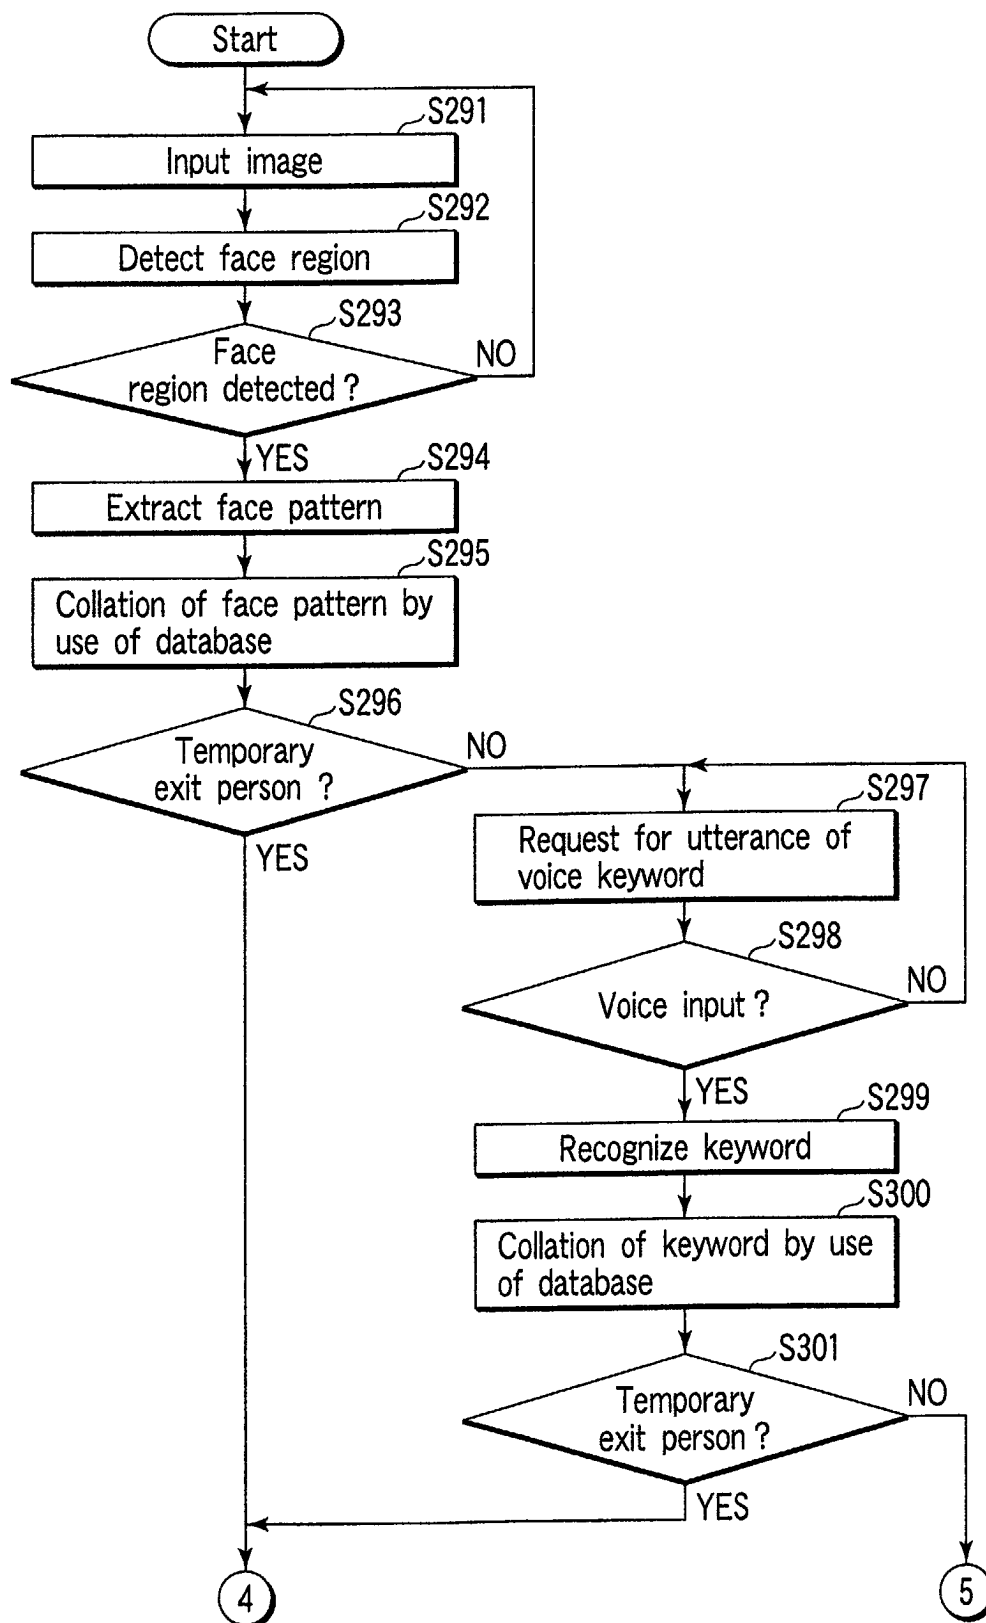 Start
S291
Input image
S292
Detect face region
S293
Face
region detected ?
NO
YES
S294
Extract face pattern
S295
Collation of face pattern by
use of database
S296
Temporary
exit person ?
NO
YES
S297
Request for utterance of
voice keyword
S298
Voice input ?
NO
YES
S299
Recognize keyword
S300
Collation of keyword by use
of database
S301
Temporary
exit person ?
NO
YES
4
5